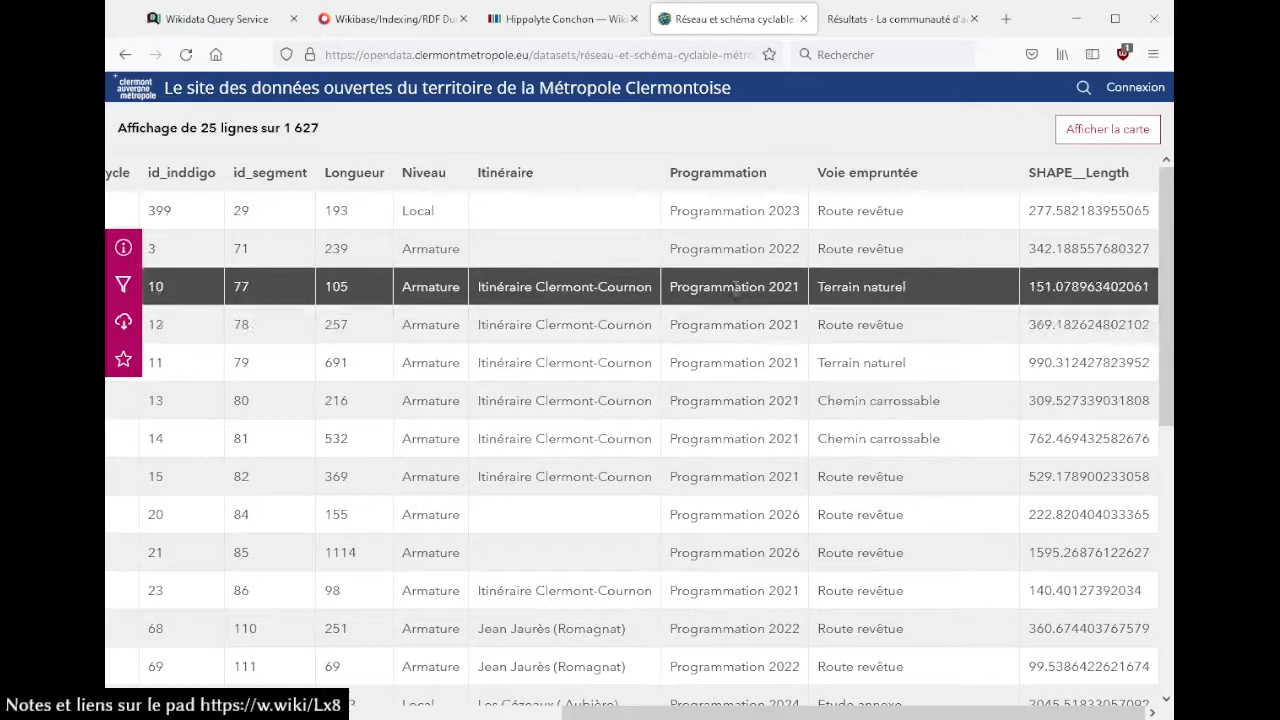 Wikidata Query Service
Wikibase/Indexing/RDF Du
Hippolyte Conchon — Wiki
Réseau et schéma cyclable
Résultats - La communauté d'a
https://opendata.clermontmetropole.eu/datasets/réseau-et-schéma-cyclable-métro
Rechercher
1
clermont auvergne métropole
Le site des données ouvertes du territoire de la Métropole Clermontoise
Connexion
Affichage de 25 lignes sur 1 627
Afficher la carte
ycle id_inddigo id_segment Longueur Niveau Itinéraire Programmation Voie empruntée SHAPE__Length
399 29 193 Local Programmation 2023 Route revêtue 277.582183955065
3 71 239 Armature Programmation 2022 Route revêtue 342.188557680327
10 77 105 Armature Itinéraire Clermont-Cournon Programmation 2021 Terrain naturel 151.078963402061
12 78 257 Armature Itinéraire Clermont-Cournon Programmation 2021 Route revêtue 369.182624802102
11 79 691 Armature Itinéraire Clermont-Cournon Programmation 2021 Terrain naturel 990.312427823952
13 80 216 Armature Itinéraire Clermont-Cournon Programmation 2021 Chemin carrossable 309.527339031808
14 81 532 Armature Itinéraire Clermont-Cournon Programmation 2021 Chemin carrossable 762.469432582676
15 82 369 Armature Itinéraire Clermont-Cournon Programmation 2021 Route revêtue 529.178900233058
20 84 155 Armature Programmation 2026 Route revêtue 222.820404033365
21 85 1114 Armature Programmation 2026 Route revêtue 1595.26876122627
23 86 98 Armature Itinéraire Clermont-Cournon Programmation 2021 Route revêtue 140.40127392034
68 110 251 Armature Jean Jaurès (Romagnat) Programmation 2022 Route revêtue 360.674403767579
69 111 69 Armature Jean Jaurès (Romagnat) Programmation 2022 Route revêtue 99.5386422621674
Local Les Cézeaux ( Aubière) Programmation 2024 Etude annexe 3045.51833057092
Notes et liens sur le pad https://w.wiki/Lx8